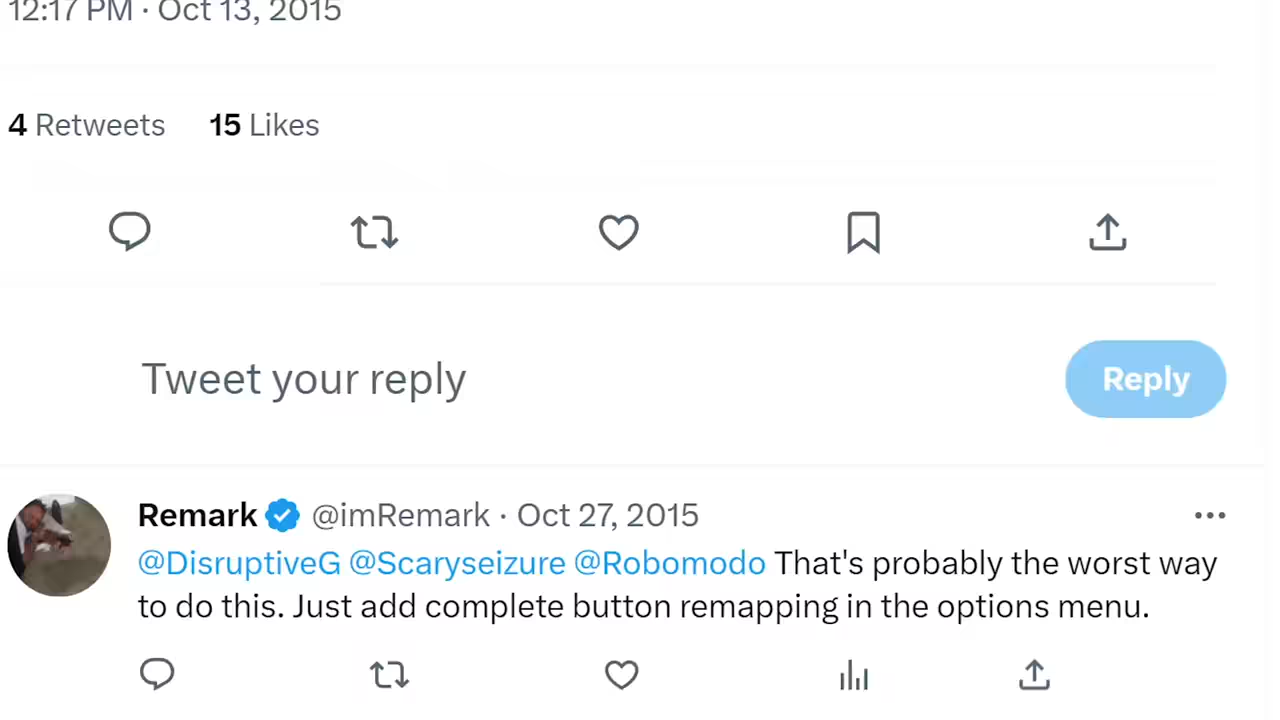 12:17 PM · Oct 13, 2015
4 Retweets 15 Likes
Tweet your reply
Reply
Remark @imRemark · Oct 27, 2015
@DisruptiveG @Scaryseizure @Robomodo That's probably the worst way
to do this. Just add complete button remapping in the options menu.